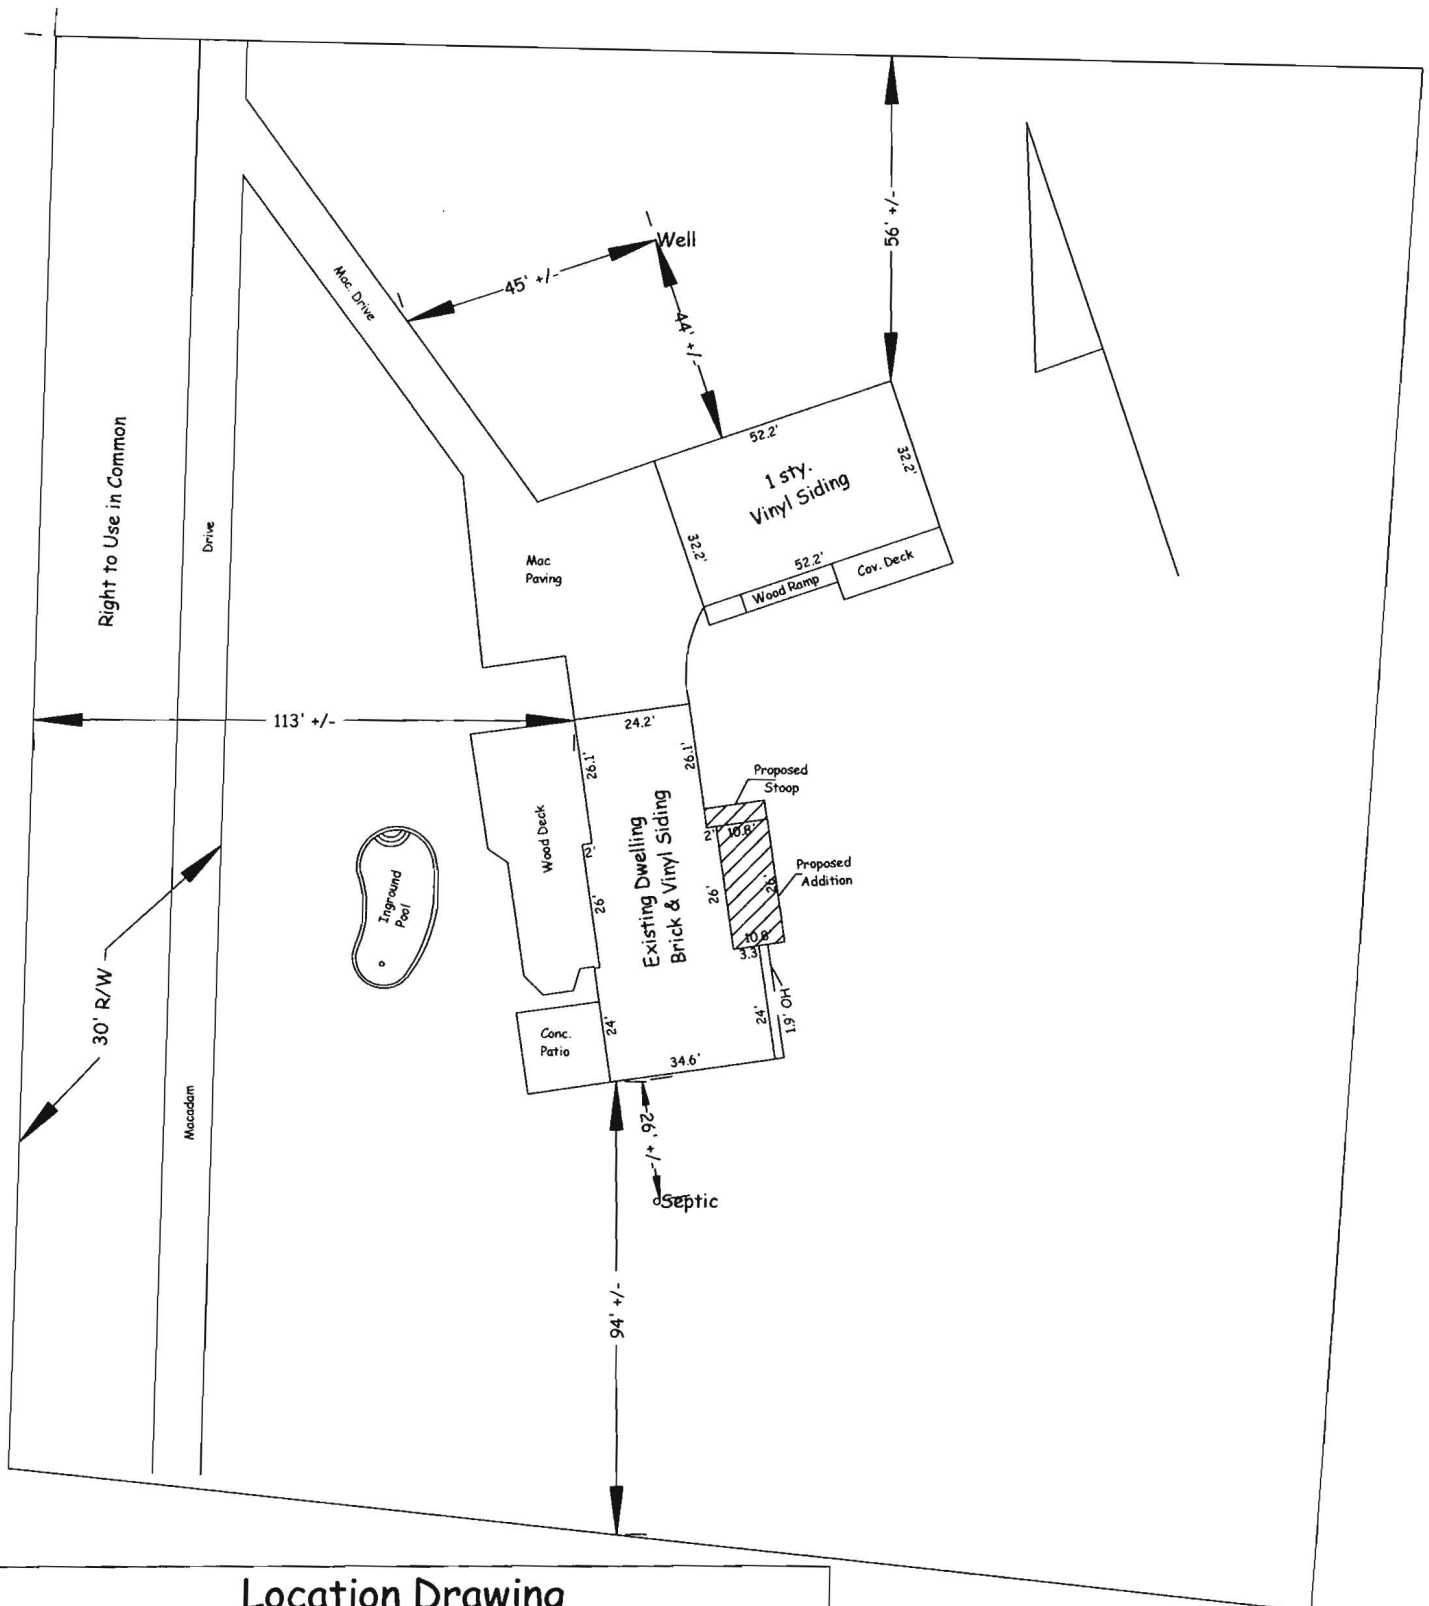 56' +/-
Well
45' +/-
Mac. Drive
44' +/-
52.2'
32.2'
1 sty.
Vinyl Siding
Right to Use in Common
Drive
32.2'
52.2'
Cov. Deck
Wood Ramp
Mac
Paving
113' +/-
24.2'
26.1'
26.1'
Proposed
Stoop
Wood Deck
2'
2'
10.8'
Existing Dwelling
Brick & Vinyl Siding
Proposed
Addition
26'
26'
26'
Inground
Pool
10.8'
3.3'
30' R/W
24'
24'
1.9' OH
Conc.
Patio
34.6'
Macadam
26' +/-
Septic
94' +/-
Location Drawing